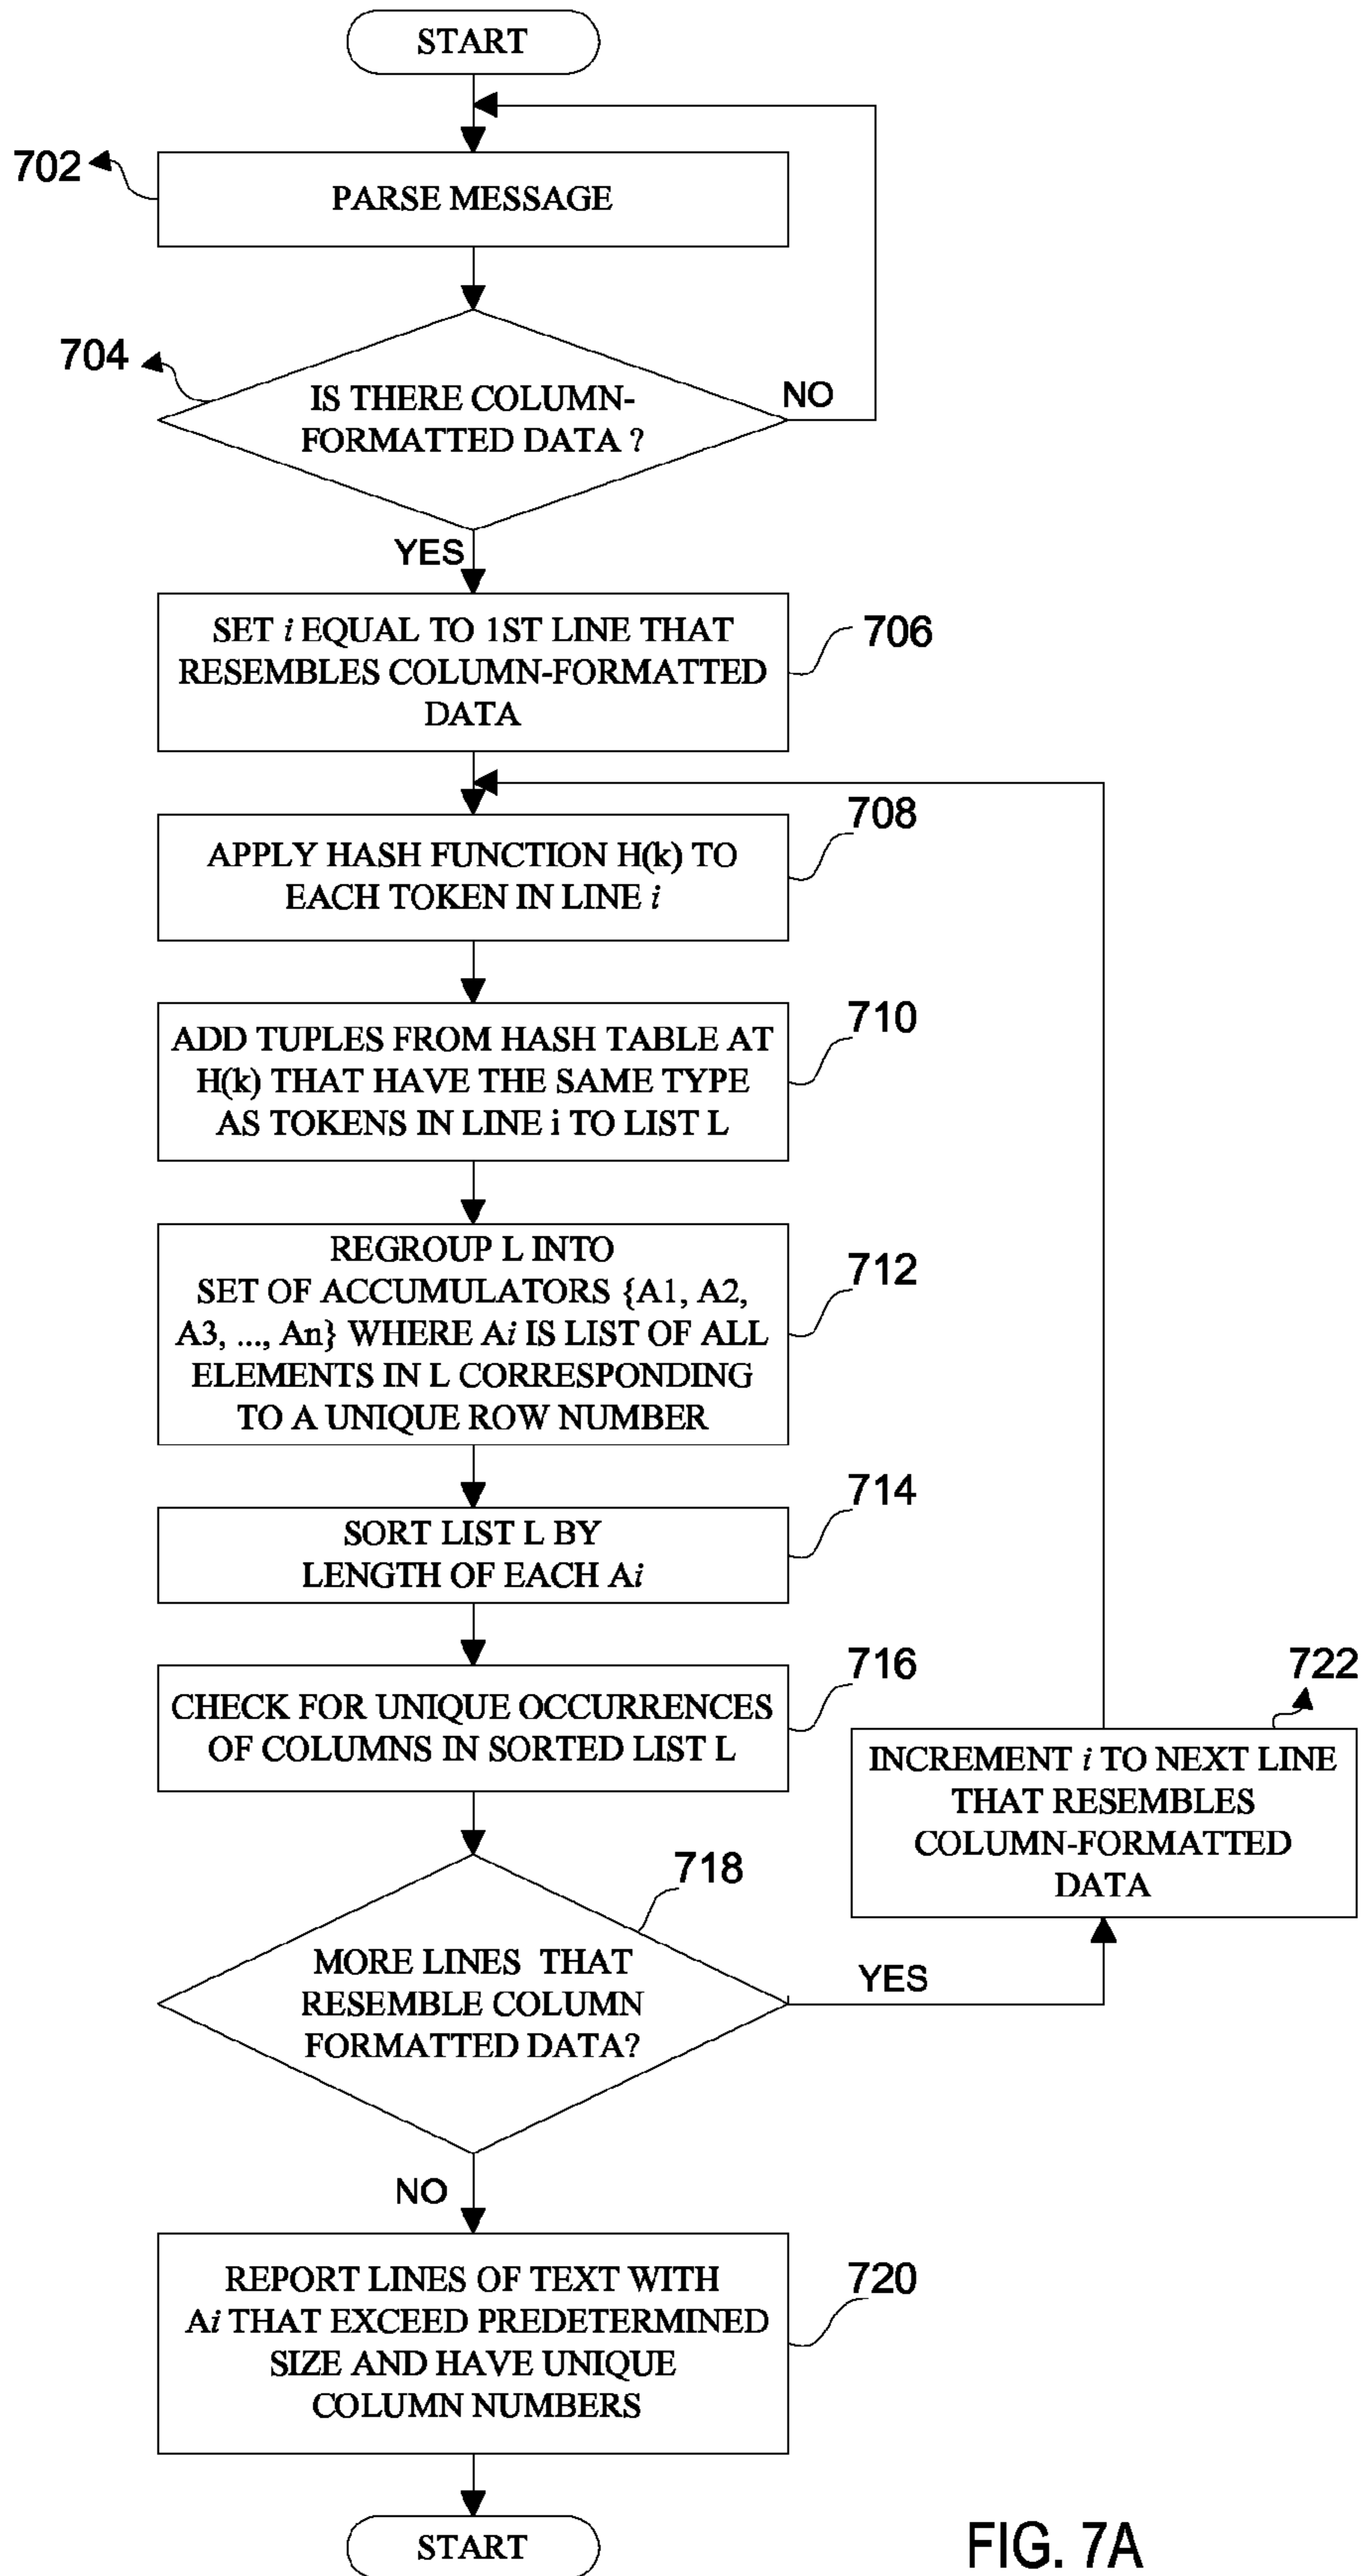 START
702
PARSE MESSAGE
704
IS THERE COLUMN-
FORMATTED DATA ?
NO
YES
SET i EQUAL TO 1ST LINE THAT
RESEMBLES COLUMN-FORMATTED
DATA
706
APPLY HASH FUNCTION H(k) TO
EACH TOKEN IN LINE i
708
ADD TUPLES FROM HASH TABLE AT
H(k) THAT HAVE THE SAME TYPE
AS TOKENS IN LINE i TO LIST L
710
REGROUP L INTO
SET OF ACCUMULATORS {A1, A2,
A3, ..., An} WHERE Ai IS LIST OF ALL
ELEMENTS IN L CORRESPONDING
TO A UNIQUE ROW NUMBER
712
SORT LIST L BY
LENGTH OF EACH Ai
714
CHECK FOR UNIQUE OCCURRENCES
OF COLUMNS IN SORTED LIST L
716
722
INCREMENT i TO NEXT LINE
THAT RESEMBLES
COLUMN-FORMATTED
DATA
718
MORE LINES THAT
RESEMBLE COLUMN
FORMATTED DATA?
YES
NO
REPORT LINES OF TEXT WITH
Ai THAT EXCEED PREDETERMINED
SIZE AND HAVE UNIQUE
COLUMN NUMBERS
720
START
FIG. 7A